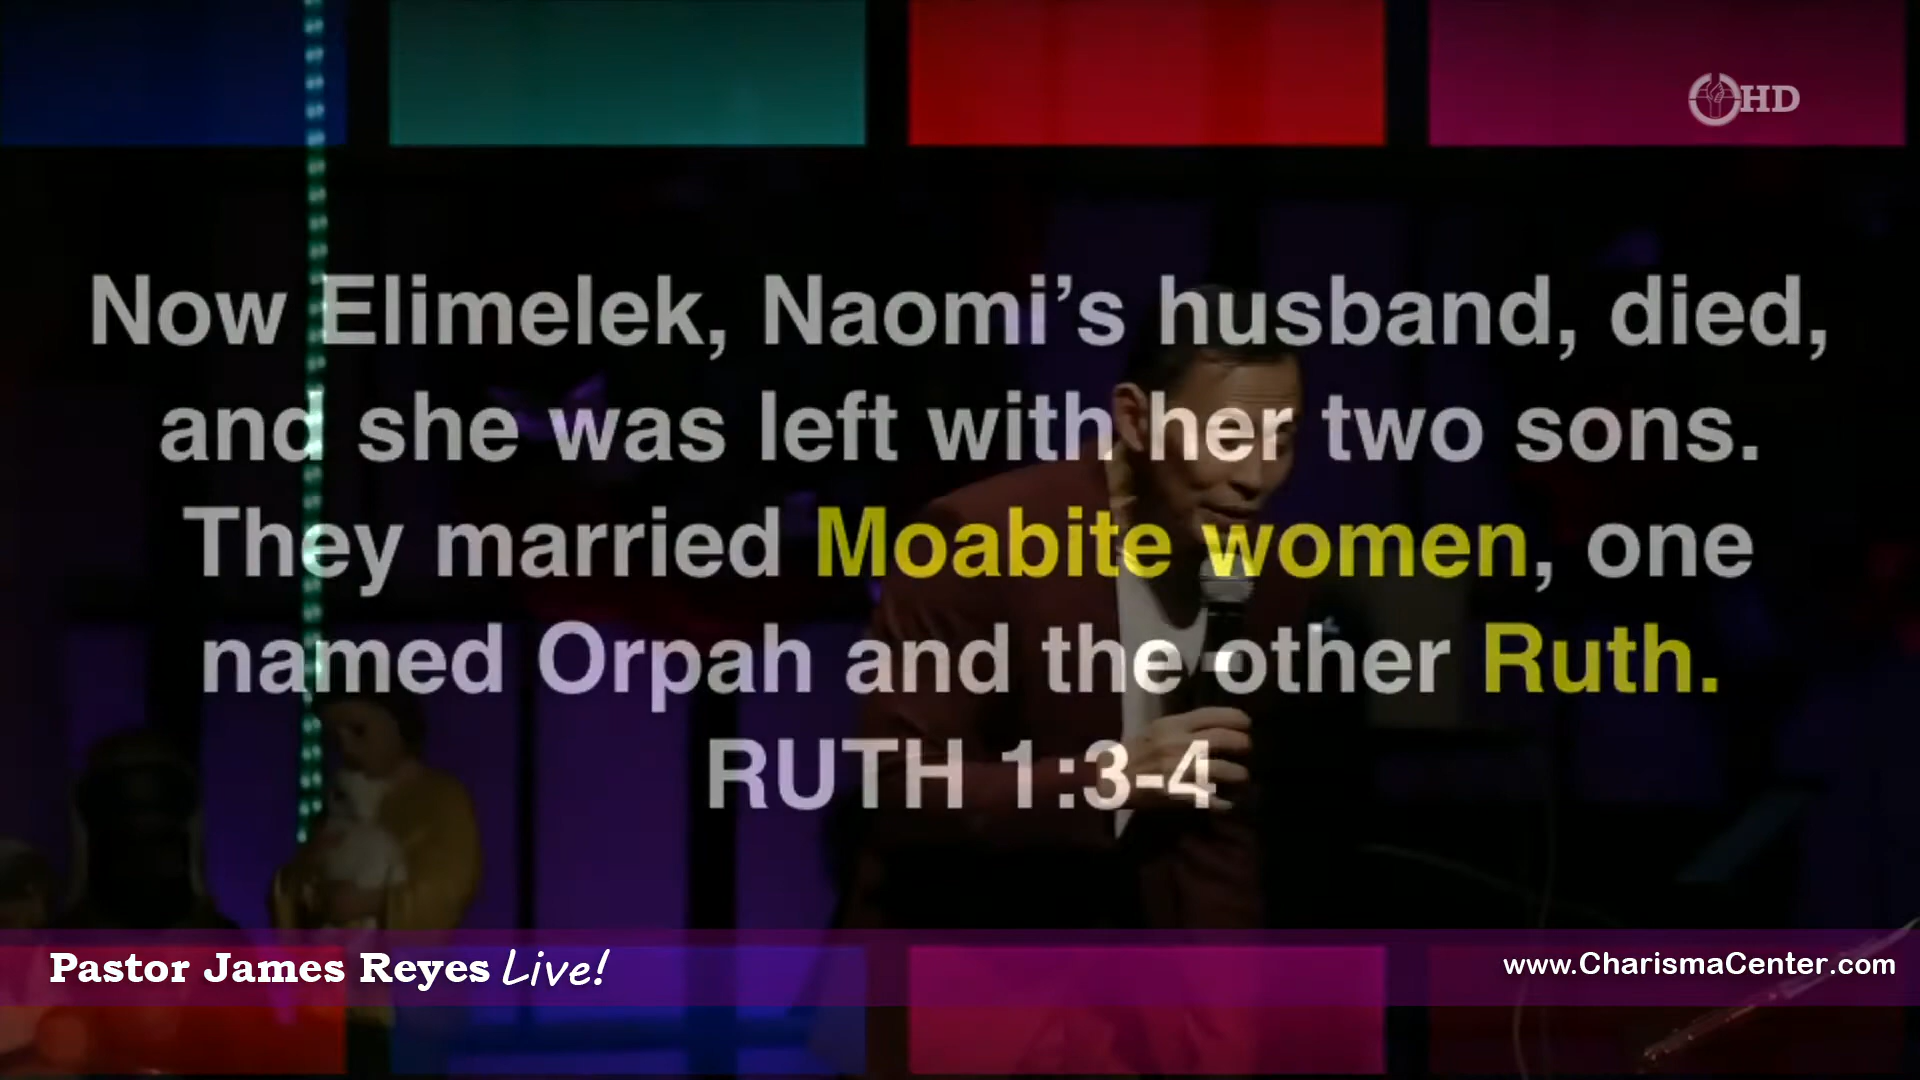 HD
Now Elimelek, Naomi’s husband, died,
and she was left with her two sons.
They married Moabite women, one
named Orpah and the other Ruth.
RUTH 1:3-4
Pastor James Reyes Live!
www.CharismaCenter.com